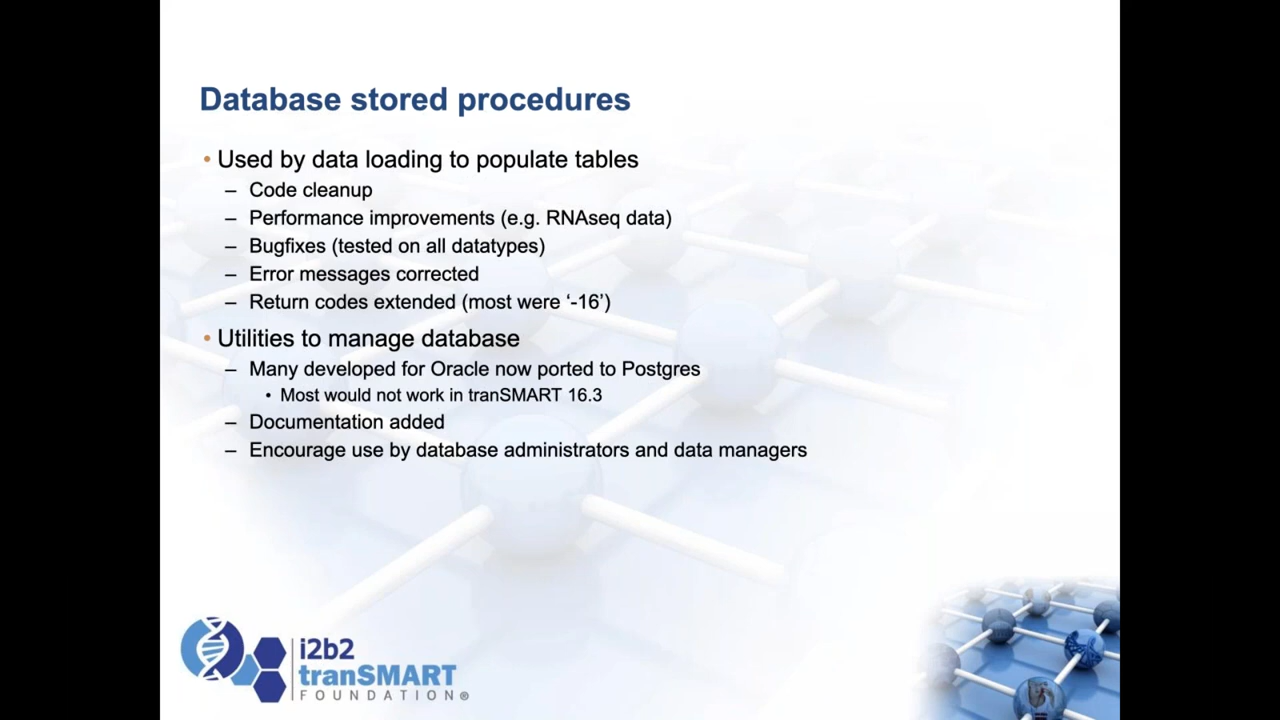 Database stored procedures
• Used by data loading to populate tables
– Code cleanup
– Performance improvements (e.g. RNAseq data)
– Bugfixes (tested on all datatypes)
– Error messages corrected
– Return codes extended (most were ‘-16’)
• Utilities to manage database
– Many developed for Oracle now ported to Postgres
• Most would not work in tranSMART 16.3
– Documentation added
– Encourage use by database administrators and data managers
i2b2
tranSMART
FOUNDATION®